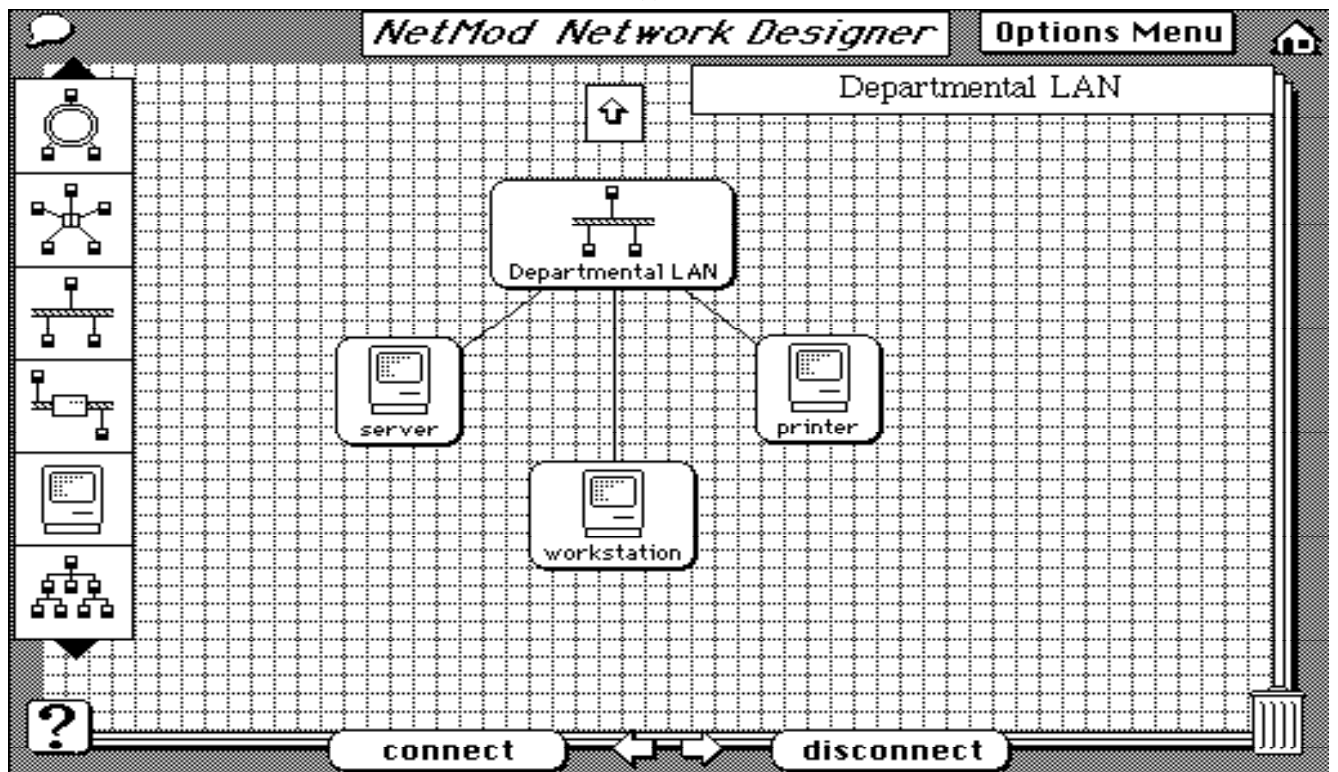 NetMod Network Designer
Options Menu
Departmental LAN
Departmental LAN
server
printer
workstation
?
connect
disconnect